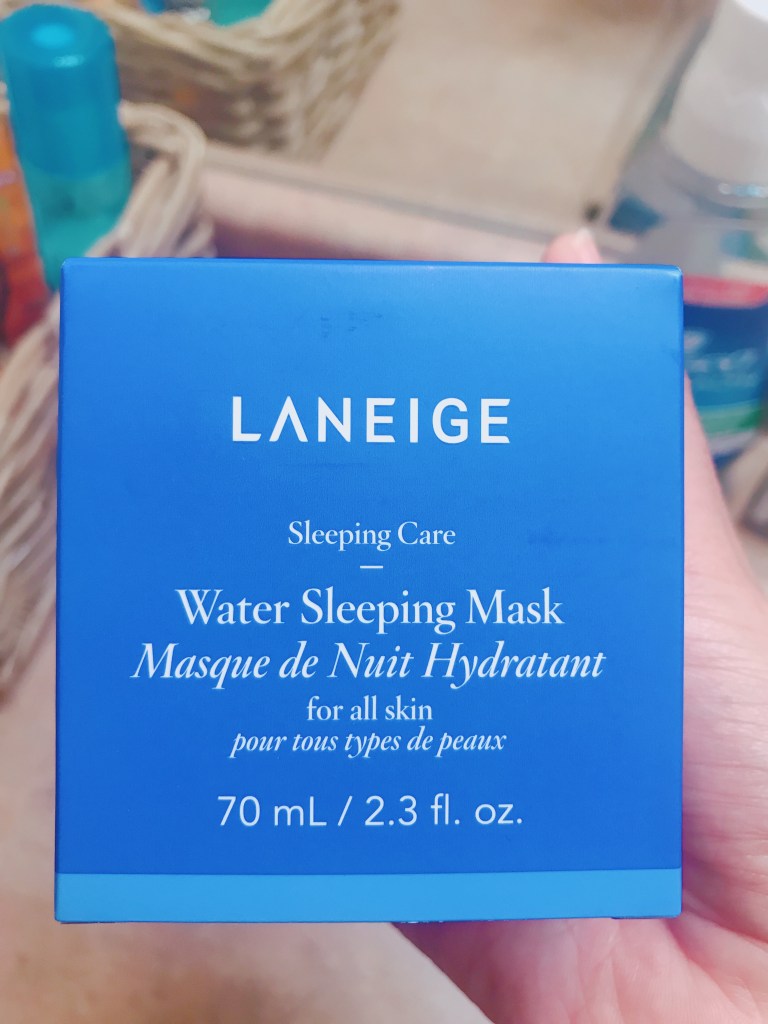 LANEIGE
Sleeping Care
Water Sleeping Mask
Masque de Nuit Hydratant
for all skin
pour tous types de peaux
70 mL / 2.3 fl. oz.